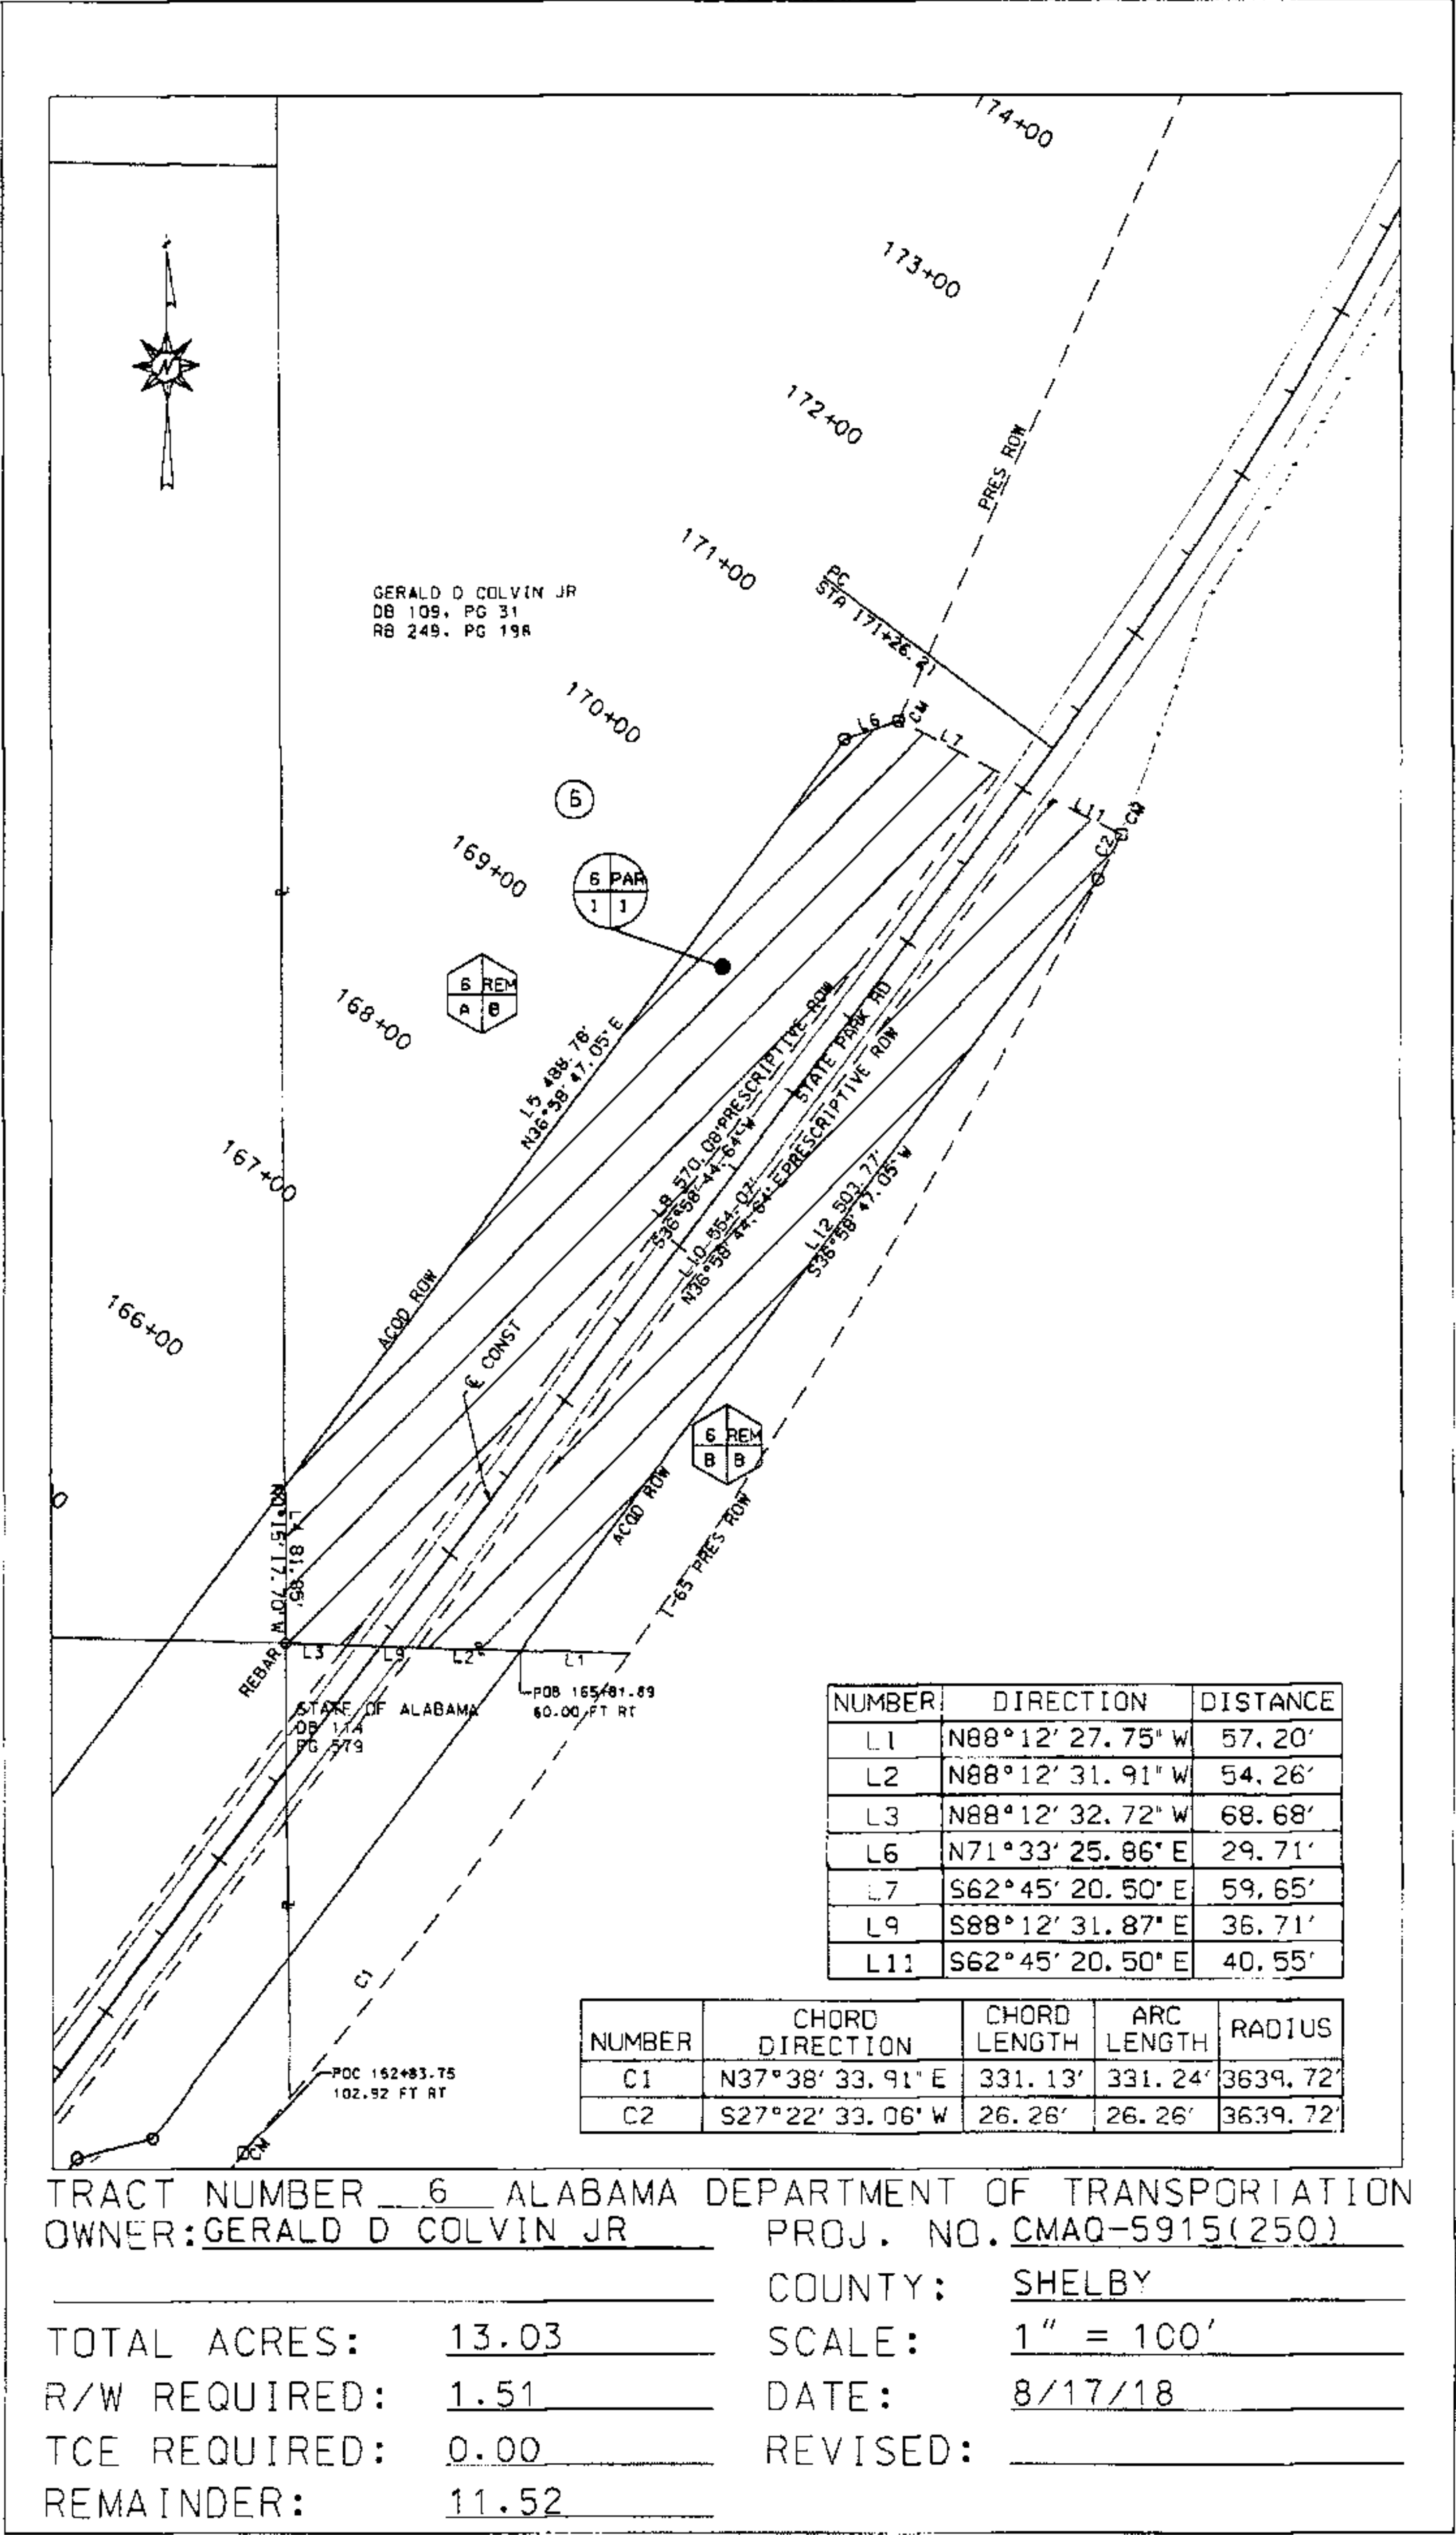 174+00
173+00
172+00
PRES ROW
171+00
PC
STA 171+26.21
GERALD D COLVIN JR
DB 109, PG 31
RB 249, PG 198
170+00
L6
CM
L7
6
L11
CM
C2
169+00
6 PAR
1 1
6 REM
A B
168+00
L5 488.78'
N36°58'47.05"E
L8 570.08' PRESCRIPTIVE ROW
S36°58'44.64"W
STATE PARK RD
L10 554.07' PRESCRIPTIVE ROW
N36°58'44.64"E
L12 503.77'
S36°58'47.05"W
167+00
166+00
ACQD ROW
℄ CONST
6 REM
B B
ACQD ROW
I-65 PRES ROW
0
L4 81.85'
N0°15'17.70"W
REBAR
L3
L9
L2
L1
POB 165+81.89
60.00 FT RT
STATE OF ALABAMA
DB 114
PG 579
NUMBER DIRECTION DISTANCE
L1 N88°12'27.75"W 57.20'
L2 N88°12'31.91"W 54.26'
L3 N88°12'32.72"W 68.68'
L6 N71°33'25.86"E 29.71'
L7 S62°45'20.50"E 59.65'
L9 S88°12'31.87"E 36.71'
L11 S62°45'20.50"E 40.55'
C1
POC 162+83.75
102.92 FT RT
CM
NUMBER CHORD DIRECTION CHORD LENGTH ARC LENGTH RADIUS
C1 N37°38'33.91"E 331.13' 331.24' 3639.72'
C2 S27°22'33.06"W 26.26' 26.26' 3639.72'
TRACT NUMBER 6 ALABAMA DEPARTMENT OF TRANSPORTATION
OWNER: GERALD D COLVIN JR PROJ. NO. CMAQ-5915(250)
COUNTY: SHELBY
TOTAL ACRES: 13.03 SCALE: 1" = 100'
R/W REQUIRED: 1.51 DATE: 8/17/18
TCE REQUIRED: 0.00 REVISED:
REMAINDER: 11.52